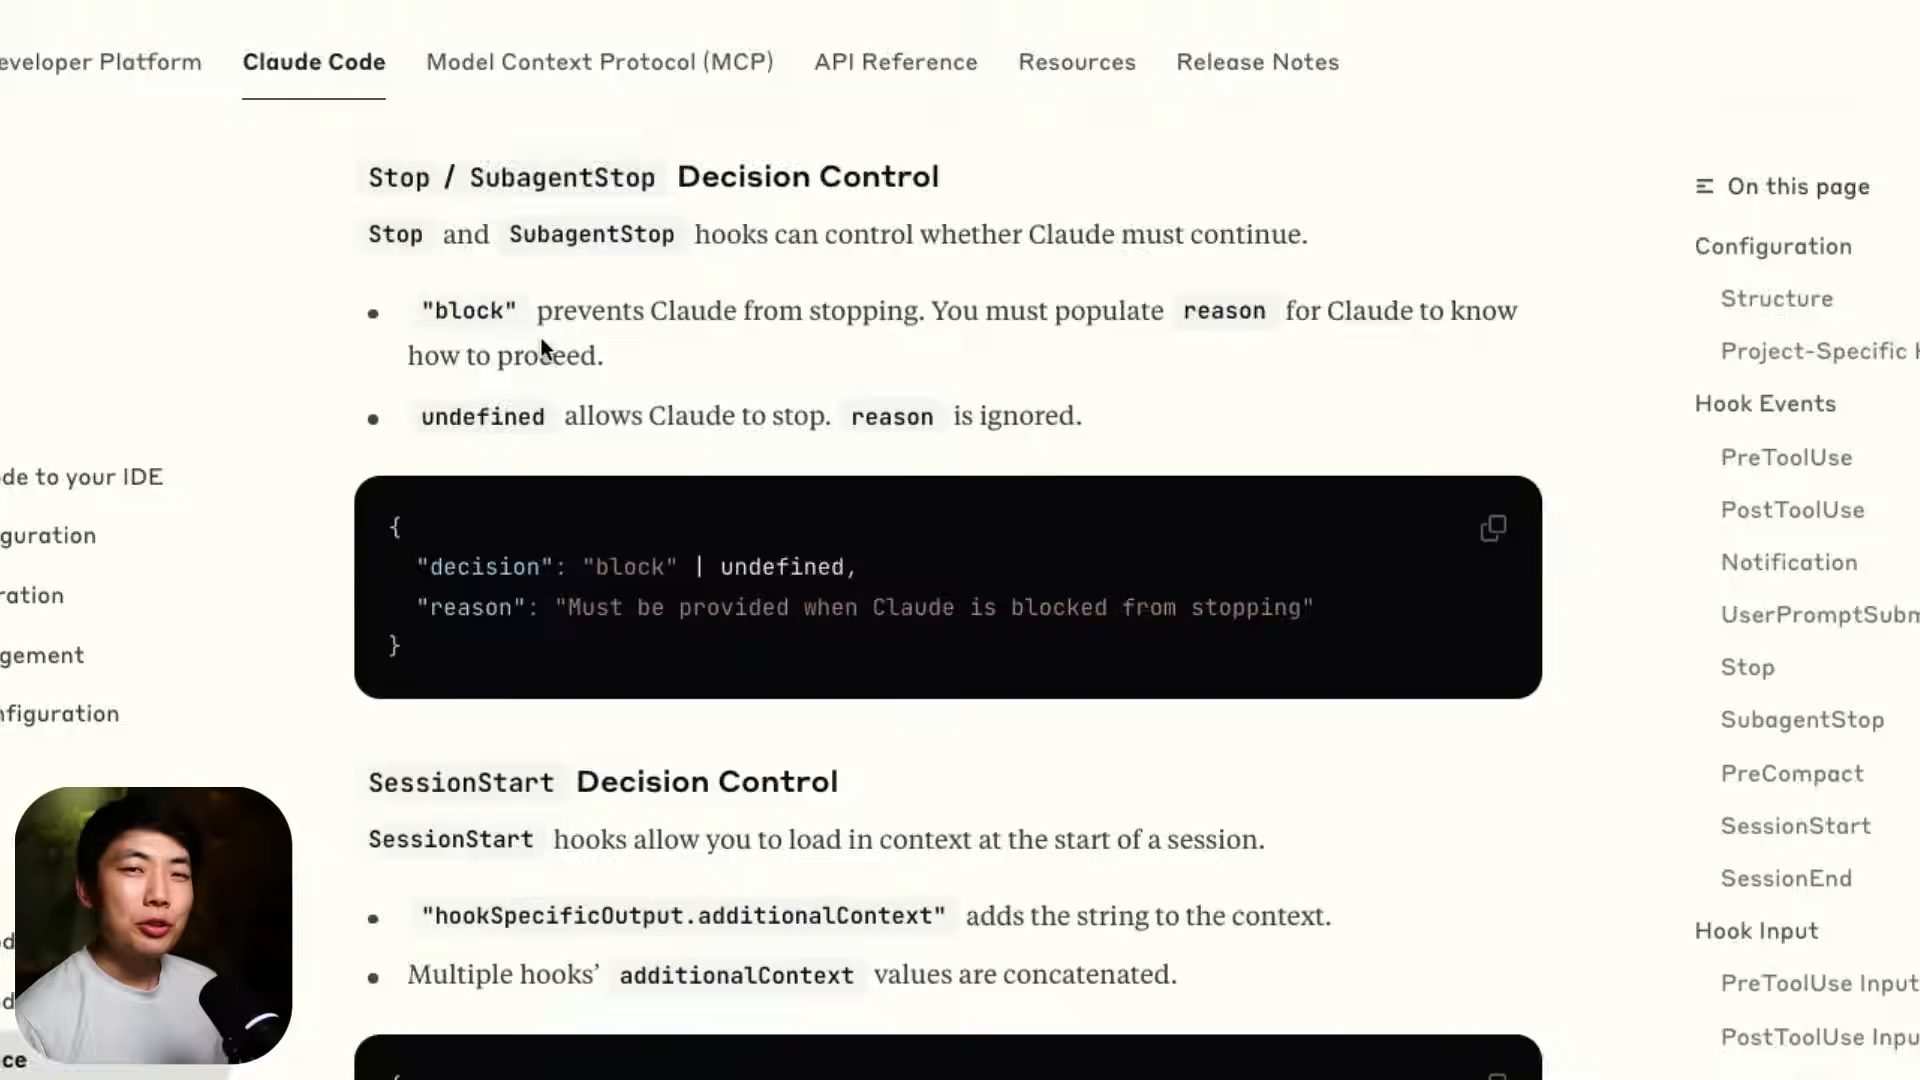 eveloper Platform Claude Code Model Context Protocol (MCP) API Reference Resources Release Notes
Stop / SubagentStop Decision Control
Stop and SubagentStop hooks can control whether Claude must continue.
• "block" prevents Claude from stopping. You must populate reason for Claude to know
how to proceed.
• undefined allows Claude to stop. reason is ignored.
{
"decision": "block" | undefined,
"reason": "Must be provided when Claude is blocked from stopping"
}
SessionStart Decision Control
SessionStart hooks allow you to load in context at the start of a session.
• "hookSpecificOutput.additionalContext" adds the string to the context.
• Multiple hooks’ additionalContext values are concatenated.
{
de to your IDE
guration
ration
gement
nfiguration
d
d
ce
On this page
Configuration
Structure
Project-Specific H
Hook Events
PreToolUse
PostToolUse
Notification
UserPromptSubm
Stop
SubagentStop
PreCompact
SessionStart
SessionEnd
Hook Input
PreToolUse Input
PostToolUse Inpu